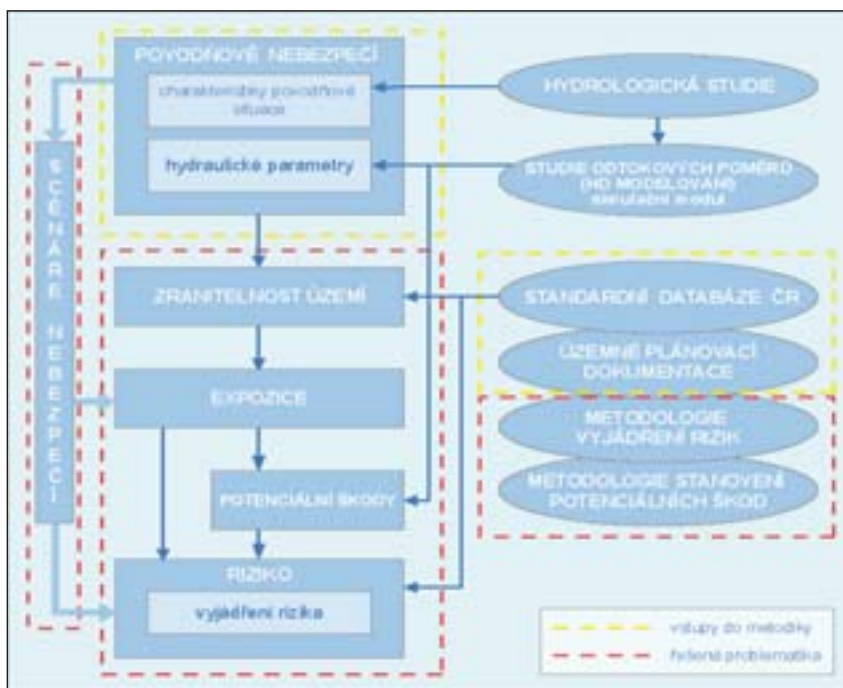 POVODŇOVÉ NEBEZPEČÍ
charakteristiky povodňové
situace
hydraulické parametry
HYDROLOGICKÁ STUDIE
STUDIE ODTOKOVÝCH POMĚRŮ
(HD MODELOVÁNÍ)
simulační modul
SCÉNÁŘE NEBEZPEČÍ
ZRANITELNOST ÚZEMÍ
STANDARDNÍ DATABÁZE ČR
ÚZEMNĚ PLÁNOVACÍ
DOKUMENTACE
EXPOZICE
METODOLOGIE
VYJÁDŘENÍ RIZIK
POTENCIÁLNÍ ŠKODY
METODOLOGIE STANOVENÍ
POTENCIÁLNÍCH ŠKOD
RIZIKO
vyjádření rizika
vstupy do metodiky
řešená problematika